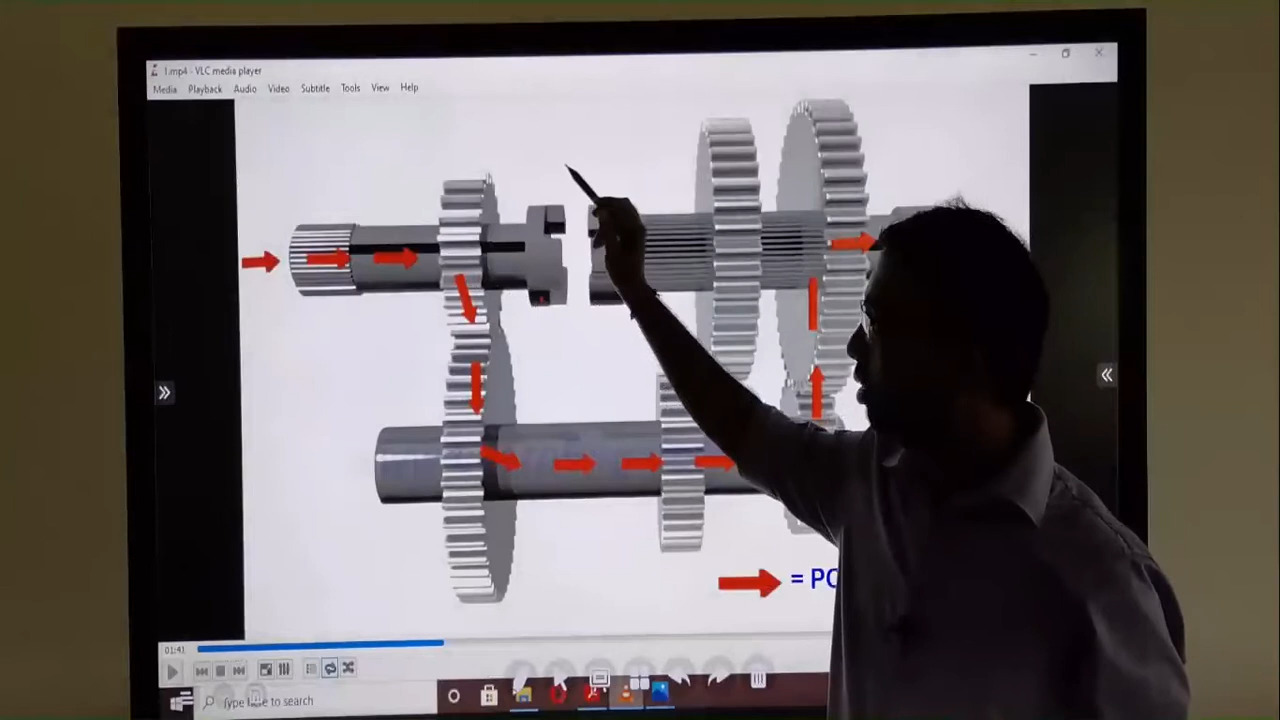 1.mp4 - VLC media player
Media Playback Audio Video Subtitle Tools View Help
= PO
01:41
Type here to search